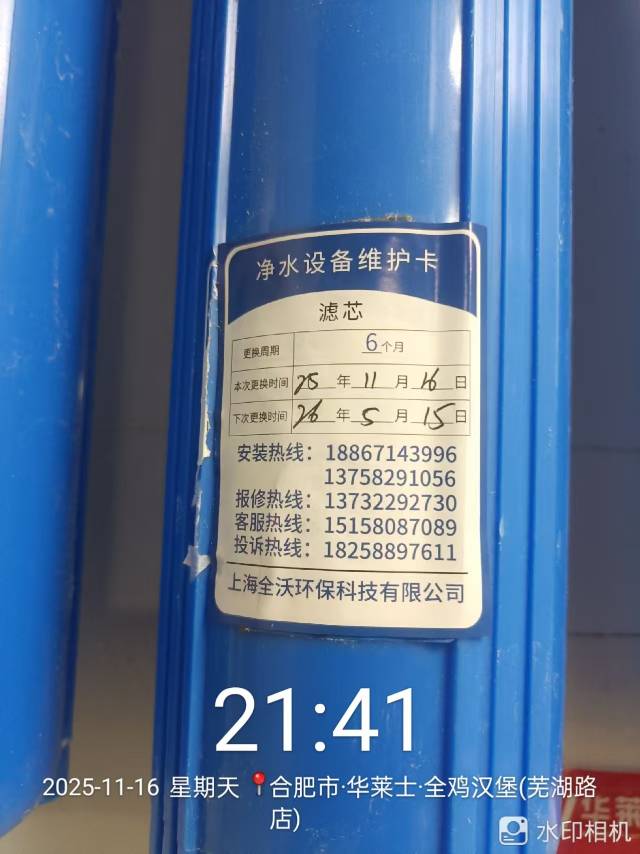 净水设备维护卡
滤芯
更换周期 6个月
本次更换时间 25 年 11 月 16 日
下次更换时间 26 年 5 月 15 日
安装热线：18867143996
13758291056
报修热线：13732292730
客服热线：15158087089
投诉热线：18258897611
上海全沃环保科技有限公司
21:41
2025-11-16 星期天 合肥市·华莱士·全鸡汉堡(芜湖路
店)
华莱
水印相机